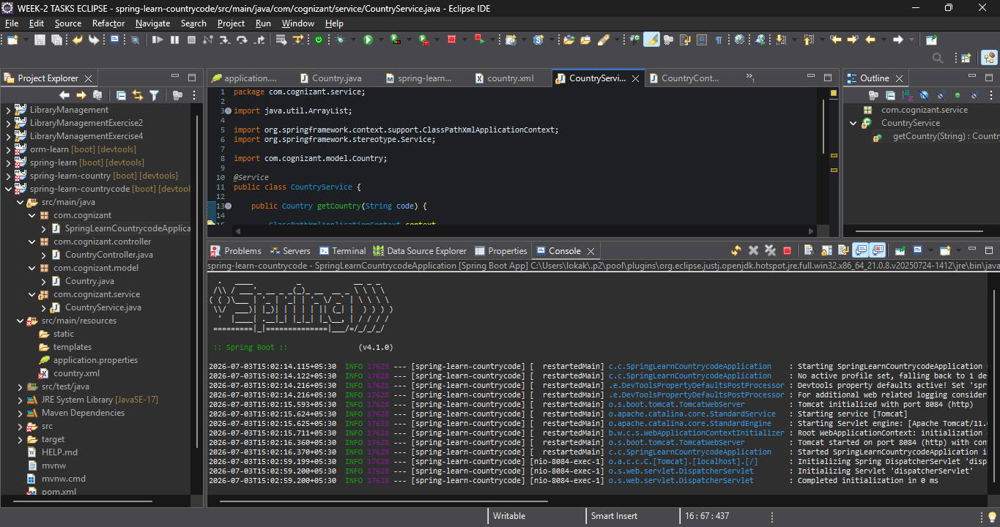 WEEK-2 TASKS ECLIPSE - spring-learn-countrycode/src/main/java/com/cognizant/service/CountryService.java - Eclipse IDE
File Edit Source Refactor Navigate Search Project Run Window Help
Project Explorer
LibraryManagement
LibraryManagementExercise2
LibraryManagementExercise4
orm-learn [boot] [devtools]
spring-learn [boot] [devtools]
spring-learn-country [boot] [devtools]
spring-learn-countrycode [boot] [devtool
src/main/java
com.cognizant
SpringLearnCountrycodeApplica
com.cognizant.controller
CountryController.java
com.cognizant.model
Country.java
com.cognizant.service
CountryService.java
src/main/resources
static
templates
application.properties
country.xml
src/test/java
JRE System Library [JavaSE-17]
Maven Dependencies
src
target
HELP.md
mvnw
mvnw.cmd
pom.xml
application....
Country.java
spring-learn...
country.xml
CountryServi...
CountryCont...
»1
1 package com.cognizant.service;
2
3 import java.util.ArrayList;
4
5 import org.springframework.context.support.ClassPathXmlApplicationContext;
6 import org.springframework.stereotype.Service;
7
8 import com.cognizant.model.Country;
9
10 @Service
11 public class CountryService {
12
13 public Country getCountry(String code) {
14
15 ClassPathXmlApplicationContext context
Outline
com.cognizant.service
CountryService
getCountry(String) : Countr
Problems Servers Terminal Data Source Explorer Properties Console
spring-learn-countrycode - SpringLearnCountrycodeApplication [Spring Boot App] C:\Users\lokak\.p2\pool\plugins\org.eclipse.justj.openjdk.hotspot.jre.full.win32.x86_64_21.0.8.v20250724-1412\jre\bin\java
:: Spring Boot :: (v4.1.0)
2026-07-03T15:02:14.115+05:30 INFO 17628 --- [spring-learn-countrycode] [ restartedMain] c.c.SpringLearnCountrycodeApplication : Starting SpringLearnCountrycodeApplication
2026-07-03T15:02:14.122+05:30 INFO 17628 --- [spring-learn-countrycode] [ restartedMain] c.c.SpringLearnCountrycodeApplication : No active profile set, falling back to 1 de
2026-07-03T15:02:14.216+05:30 INFO 17628 --- [spring-learn-countrycode] [ restartedMain] .e.DevToolsPropertyDefaultsPostProcessor : Devtools property defaults active! Set 'spr
2026-07-03T15:02:14.216+05:30 INFO 17628 --- [spring-learn-countrycode] [ restartedMain] .e.DevToolsPropertyDefaultsPostProcessor : For additional web related logging consider
2026-07-03T15:02:15.593+05:30 INFO 17628 --- [spring-learn-countrycode] [ restartedMain] o.s.boot.tomcat.TomcatWebServer : Tomcat initialized with port 8084 (http)
2026-07-03T15:02:15.624+05:30 INFO 17628 --- [spring-learn-countrycode] [ restartedMain] o.apache.catalina.core.StandardService : Starting service [Tomcat]
2026-07-03T15:02:15.625+05:30 INFO 17628 --- [spring-learn-countrycode] [ restartedMain] o.apache.catalina.core.StandardEngine : Starting Servlet engine: [Apache Tomcat/11.
2026-07-03T15:02:15.711+05:30 INFO 17628 --- [spring-learn-countrycode] [ restartedMain] b.w.c.s.WebApplicationContextInitializer : Root WebApplicationContext: initialization
2026-07-03T15:02:16.360+05:30 INFO 17628 --- [spring-learn-countrycode] [ restartedMain] o.s.boot.tomcat.TomcatWebServer : Tomcat started on port 8084 (http) with con
2026-07-03T15:02:16.370+05:30 INFO 17628 --- [spring-learn-countrycode] [ restartedMain] c.c.SpringLearnCountrycodeApplication : Started SpringLearnCountrycodeApplication i
2026-07-03T15:02:59.199+05:30 INFO 17628 --- [spring-learn-countrycode] [nio-8084-exec-1] o.a.c.c.C.[Tomcat].[localhost].[/] : Initializing Spring DispatcherServlet 'disp
2026-07-03T15:02:59.200+05:30 INFO 17628 --- [spring-learn-countrycode] [nio-8084-exec-1] o.s.web.servlet.DispatcherServlet : Initializing Servlet 'dispatcherServlet'
2026-07-03T15:02:59.200+05:30 INFO 17628 --- [spring-learn-countrycode] [nio-8084-exec-1] o.s.web.servlet.DispatcherServlet : Completed initialization in 0 ms
Writable Smart Insert 16 : 67 : 437